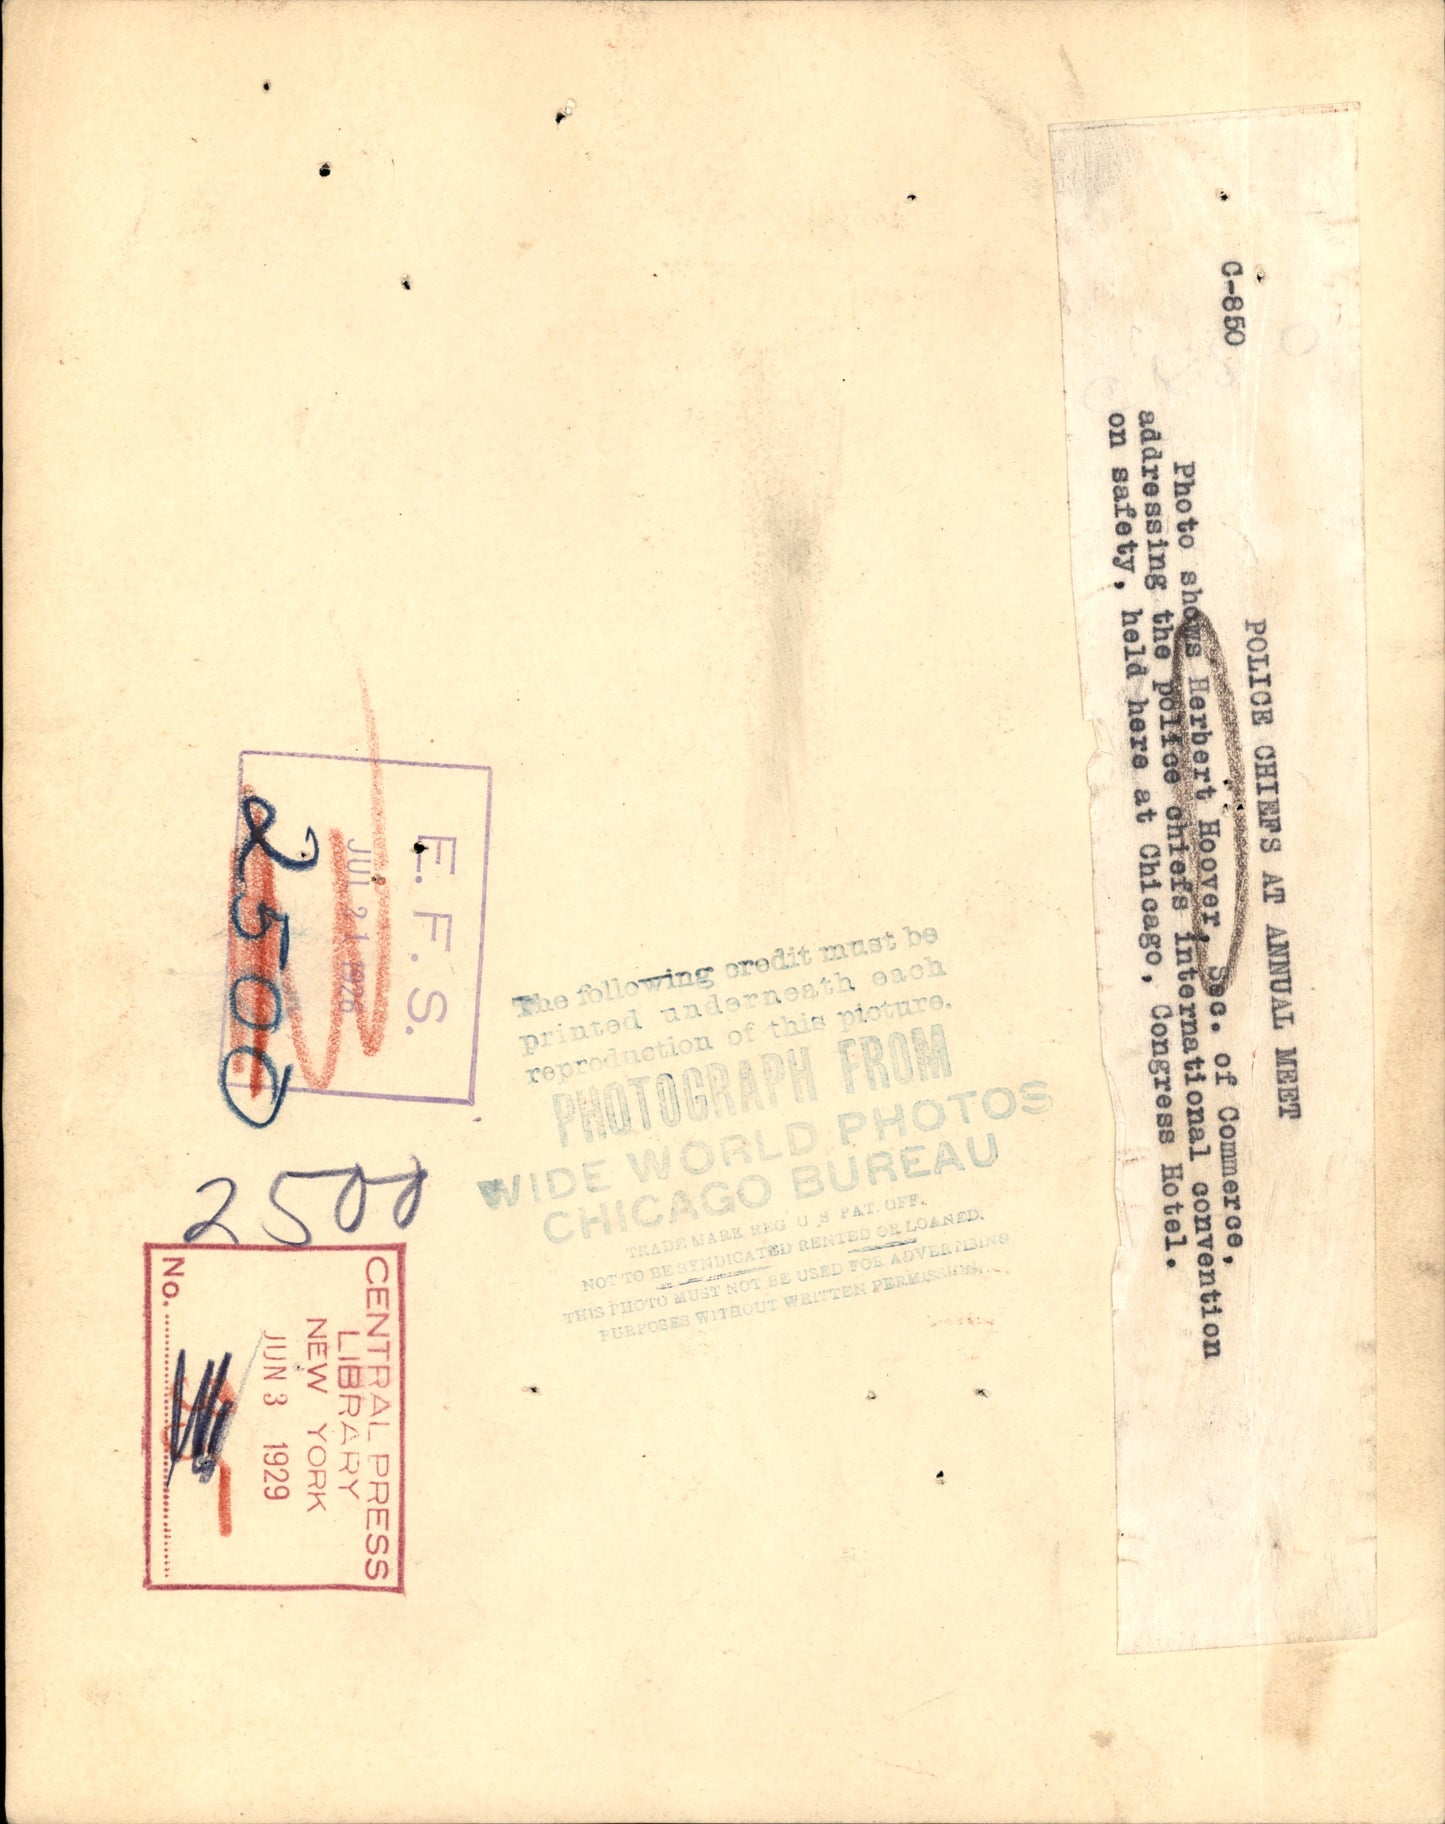 C-850
POLICE CHIEFS AT ANNUAL MEET
Photo shows Herbert Hoover, Sec. of Commerce,
addressing the police chiefs international convention
on safety, held here at Chicago, Congress Hotel.
E. F. S.
JUL 21 1926
2500
The following credit must be
printed underneath each
reproduction of this picture.
PHOTOGRAPH FROM
WIDE WORLD PHOTOS
CHICAGO BUREAU
TRADE MARK REG U S PAT. OFF.
NOT TO BE SYNDICATED RENTED OR LOANED.
THIS PHOTO MUST NOT BE USED FOR ADVERTISING
PURPOSES WITHOUT WRITTEN PERMISSION.
2500
CENTRAL PRESS
LIBRARY
NEW YORK
JUN 3 1929
No.